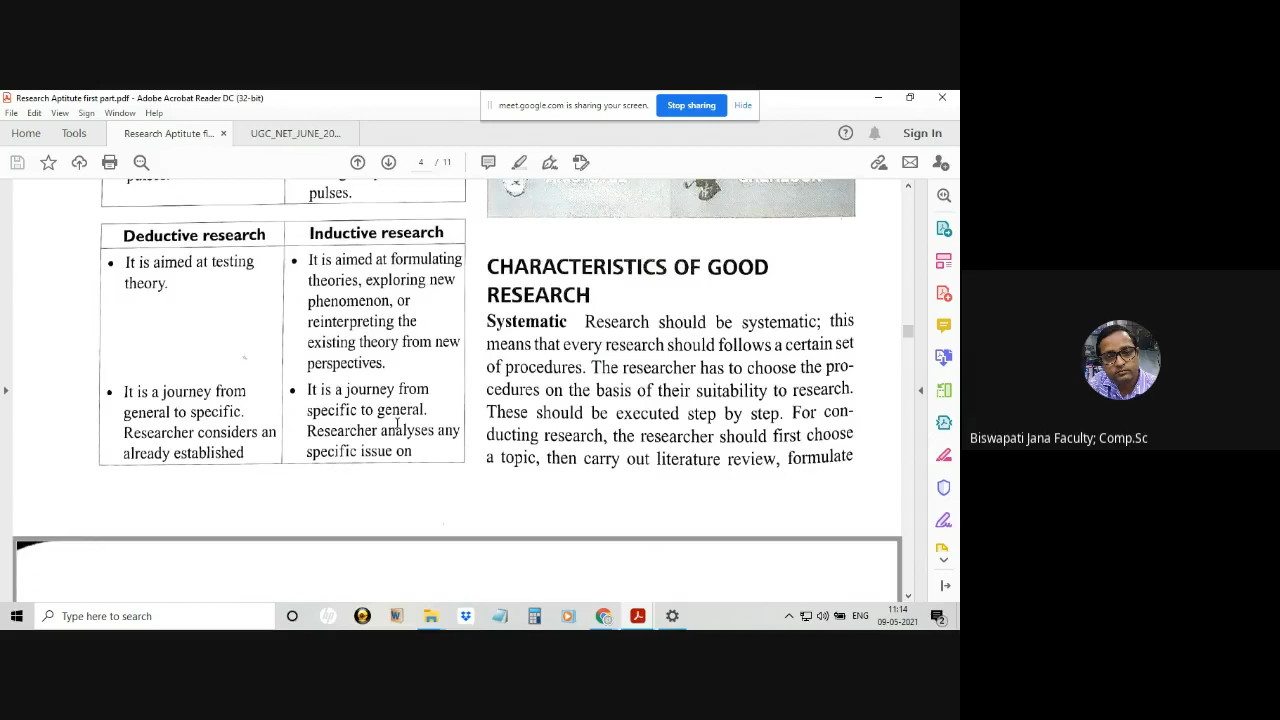 Research Aptitute first part.pdf - Adobe Acrobat Reader DC (32-bit)
meet.google.com is sharing your screen.
Stop sharing
Hide
File Edit View Sign Window Help
Home Tools Research Aptitute fi... × UGC_NET_JUNE_20... Sign In
4 / 11
pulses.
Deductive research
It is aimed at testing
theory.
It is a journey from
general to specific.
Researcher considers an
already established
Inductive research
It is aimed at formulating
theories, exploring new
phenomenon, or
reinterpreting the
existing theory from new
perspectives.
It is a journey from
specific to general.
Researcher analyses any
specific issue on
CHARACTERISTICS OF GOOD
RESEARCH
Systematic Research should be systematic; this
means that every research should follows a certain set
of procedures. The researcher has to choose the pro-
cedures on the basis of their suitability to research.
These should be executed step by step. For con-
ducting research, the researcher should first choose
a topic, then carry out literature review, formulate
Biswapati Jana Faculty; Comp.Sc
Type here to search
ENG
11:14
09-05-2021
2